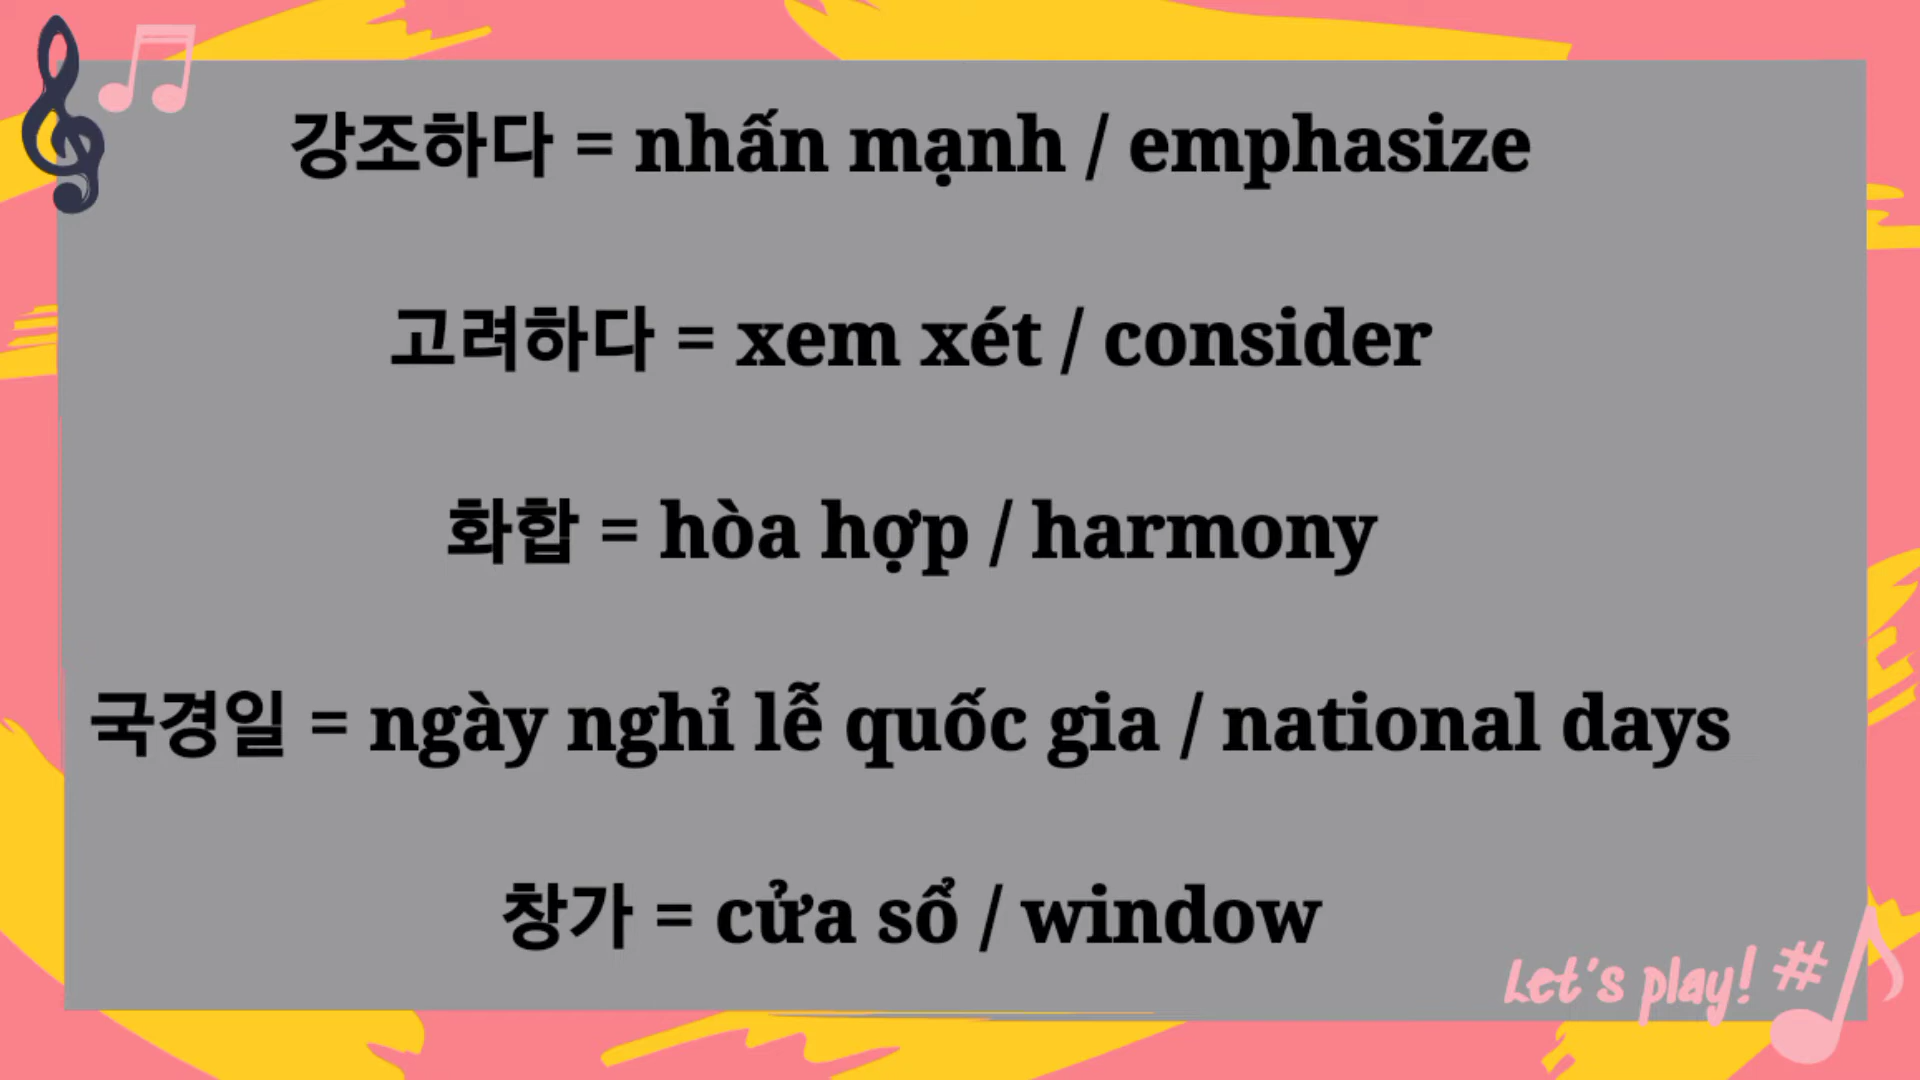 강조하다 = nhấn mạnh / emphasize
고려하다 = xem xét / consider
화합 = hòa hợp / harmony
국경일 = ngày nghỉ lễ quốc gia / national days
창가 = cửa sổ / window
Let's play! #